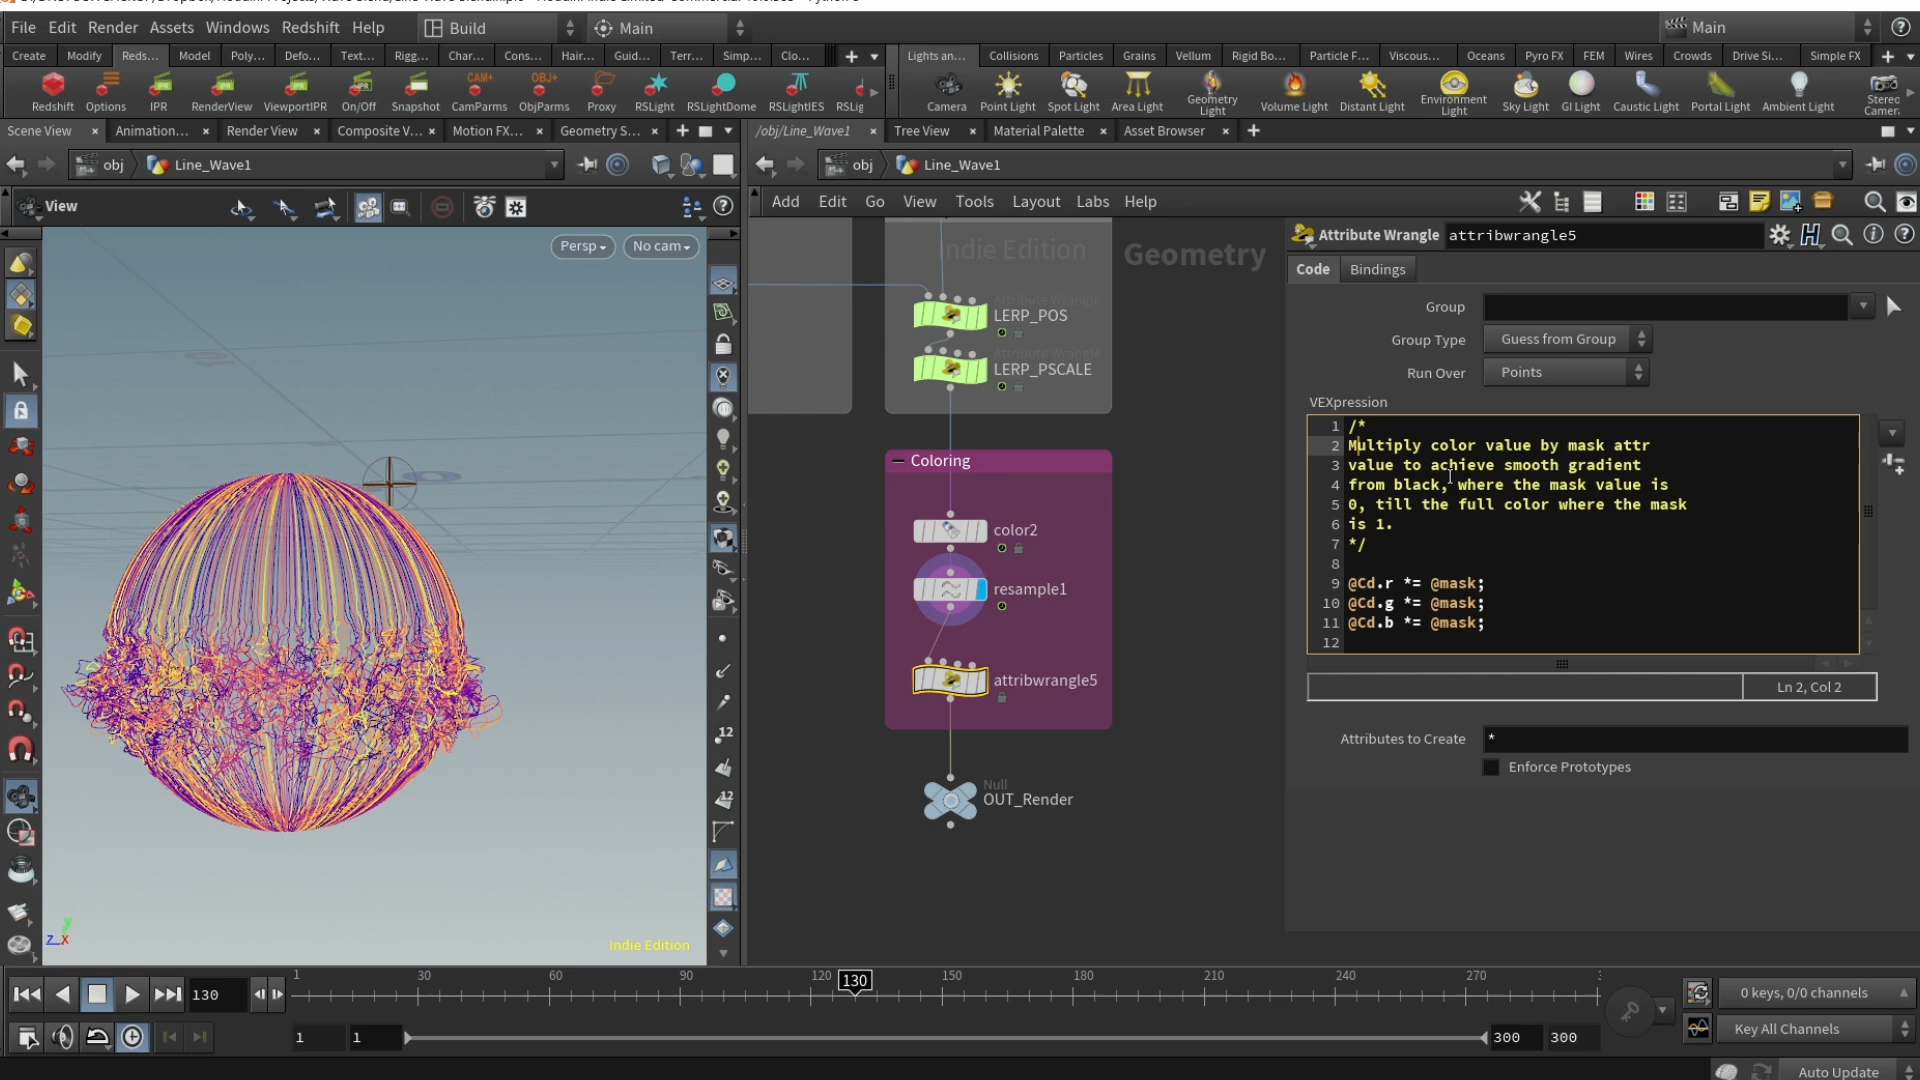 File Edit Render Assets Windows Redshift Help Build Main Main
Create Modify Reds... Model Poly... Defo... Text... Rigg... Char... Cons... Hair... Guid... Terr... Simp... Clo... Lights an... Collisions Particles Grains Vellum Rigid Bo... Particle F... Viscous... Oceans Pyro FX FEM Wires Crowds Drive Si... Simple FX
Redshift Options IPR RenderView ViewportIPR On/Off Snapshot CamParms ObjParms Proxy RSLight RSLightDome RSLightIES RSLig Camera Point Light Spot Light Area Light Geometry Light Volume Light Distant Light Environment Light Sky Light GI Light Caustic Light Portal Light Ambient Light Stereo Camera
Scene View Animation... Render View Composite V... Motion FX... Geometry S... /obj/Line_Wave1 Tree View Material Palette Asset Browser
obj Line_Wave1 obj Line_Wave1
View Add Edit Go View Tools Layout Labs Help
Persp No cam
Indie Edition Geometry
Attribute Wrangle
LERP_POS
Attribute Wrangle
LERP_PSCALE
Coloring
color2
resample1
attribwrangle5
Null
OUT_Render
Attribute Wrangle attribwrangle5
Code Bindings
Group
Group Type Guess from Group
Run Over Points
VEXpression
1 /*
2 Multiply color value by mask attr
3 value to achieve smooth gradient
4 from black, where the mask value is
5 0, till the full color where the mask
6 is 1.
7 */
8
9 @Cd.r *= @mask;
10 @Cd.g *= @mask;
11 @Cd.b *= @mask;
12
Ln 2, Col 2
Attributes to Create *
Enforce Prototypes
12
12
z x y
Indie Edition
130 1 30 60 90 120 130 150 180 210 240 270 0 keys, 0/0 channels
1 1 300 300 Key All Channels
Auto Update